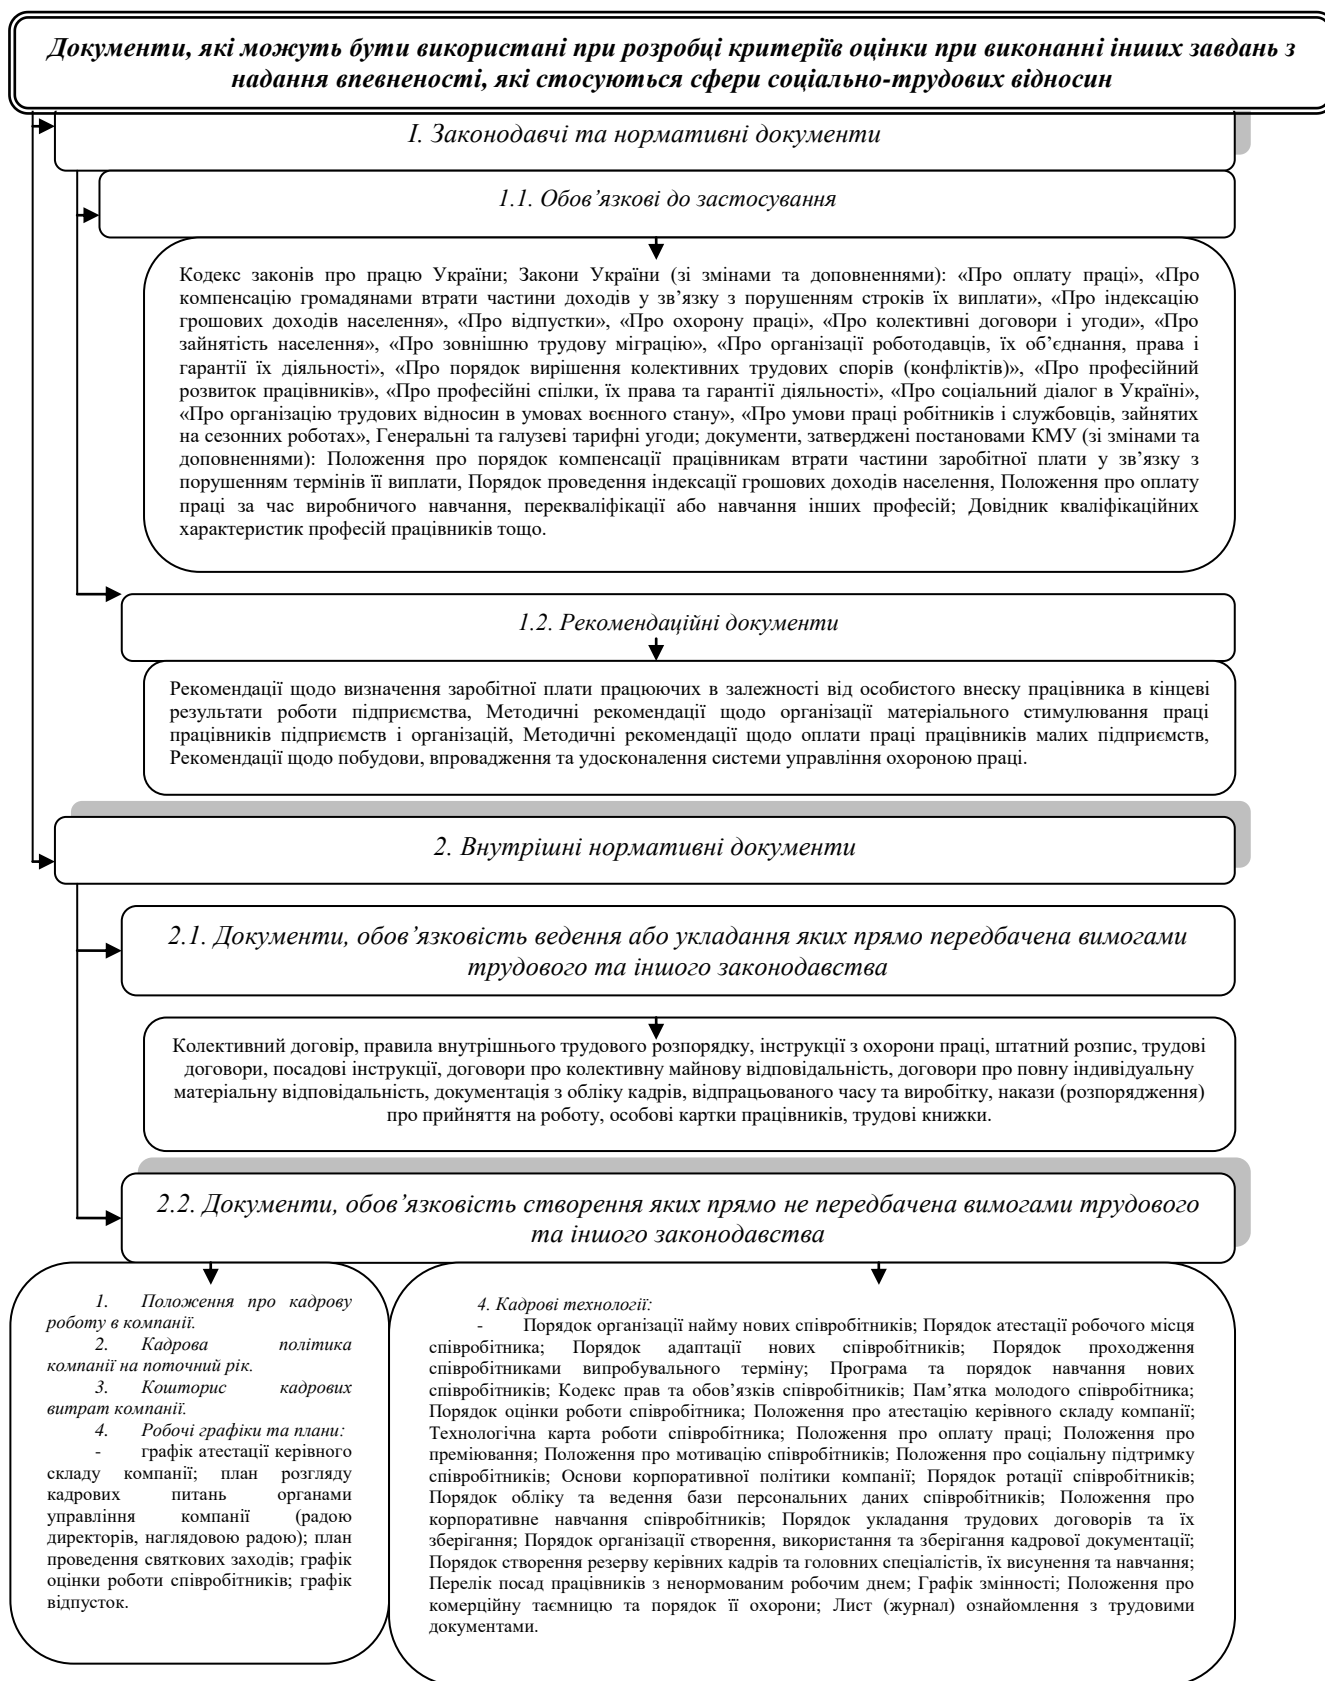 Документи, які можуть бути використані при розробці критеріїв оцінки при виконанні інших завдань з
надання впевненості, які стосуються сфери соціально-трудових відносин
І. Законодавчі та нормативні документи
1.1. Обов’язкові до застосування
Кодекс законів про працю України; Закони України (зі змінами та доповненнями): «Про оплату праці», «Про
компенсацію громадянами втрати частини доходів у зв’язку з порушенням строків їх виплати», «Про індексацію
грошових доходів населення», «Про відпустки», «Про охорону праці», «Про колективні договори і угоди», «Про
зайнятість населення», «Про зовнішню трудову міграцію», «Про організації роботодавців, їх об’єднання, права і
гарантії їх діяльності», «Про порядок вирішення колективних трудових спорів (конфліктів)», «Про професійний
розвиток працівників», «Про професійні спілки, їх права та гарантії діяльності», «Про соціальний діалог в Україні»,
«Про організацію трудових відносин в умовах воєнного стану», «Про умови праці робітників і службовців, зайнятих
на сезонних роботах», Генеральні та галузеві тарифні угоди; документи, затверджені постановами КМУ (зі змінами та
доповненнями): Положення про порядок компенсації працівникам втрати частини заробітної плати у зв’язку з
порушенням термінів її виплати, Порядок проведення індексації грошових доходів населення, Положення про оплату
праці за час виробничого навчання, перекваліфікації або навчання інших професій; Довідник кваліфікаційних
характеристик професій працівників тощо.
1.2. Рекомендаційні документи
Рекомендації щодо визначення заробітної плати працюючих в залежності від особистого внеску працівника в кінцеві
результати роботи підприємства, Методичні рекомендації щодо організації матеріального стимулювання праці
працівників підприємств і організацій, Методичні рекомендації щодо оплати праці працівників малих підприємств,
Рекомендації щодо побудови, впровадження та удосконалення системи управління охороною праці.
2. Внутрішні нормативні документи
2.1. Документи, обов’язковість ведення або укладання яких прямо передбачена вимогами
трудового та іншого законодавства
Колективний договір, правила внутрішнього трудового розпорядку, інструкції з охорони праці, штатний розпис, трудові
договори, посадові інструкції, договори про колективну майнову відповідальність, договори про повну індивідуальну
матеріальну відповідальність, документація з обліку кадрів, відпрацьованого часу та виробітку, накази (розпорядження)
про прийняття на роботу, особові картки працівників, трудові книжки.
2.2. Документи, обов’язковість створення яких прямо не передбачена вимогами трудового
та іншого законодавства
1. Положення про кадрову
роботу в компанії.
2. Кадрова політика
компанії на поточний рік.
3. Кошторис кадрових
витрат компанії.
4. Робочі графіки та плани:
- графік атестації керівного
складу компанії; план розгляду
кадрових питань органами
управління компанії (радою
директорів, наглядовою радою); план
проведення святкових заходів; графік
оцінки роботи співробітників; графік
відпусток.
4. Кадрові технології:
- Порядок організації найму нових співробітників; Порядок атестації робочого місця
співробітника; Порядок адаптації нових співробітників; Порядок проходження
співробітниками випробувального терміну; Програма та порядок навчання нових
співробітників; Кодекс прав та обов’язків співробітників; Пам’ятка молодого співробітника;
Порядок оцінки роботи співробітника; Положення про атестацію керівного складу компанії;
Технологічна карта роботи співробітника; Положення про оплату праці; Положення про
преміювання; Положення про мотивацію співробітників; Положення про соціальну підтримку
співробітників; Основи корпоративної політики компанії; Порядок ротації співробітників;
Порядок обліку та ведення бази персональних даних співробітників; Положення про
корпоративне навчання співробітників; Порядок укладання трудових договорів та їх
зберігання; Порядок організації створення, використання та зберігання кадрової документації;
Порядок створення резерву керівних кадрів та головних спеціалістів, їх висунення та навчання;
Перелік посад працівників з ненормованим робочим днем; Графік змінності; Положення про
комерційну таємницю та порядок її охорони; Лист (журнал) ознайомлення з трудовими
документами.